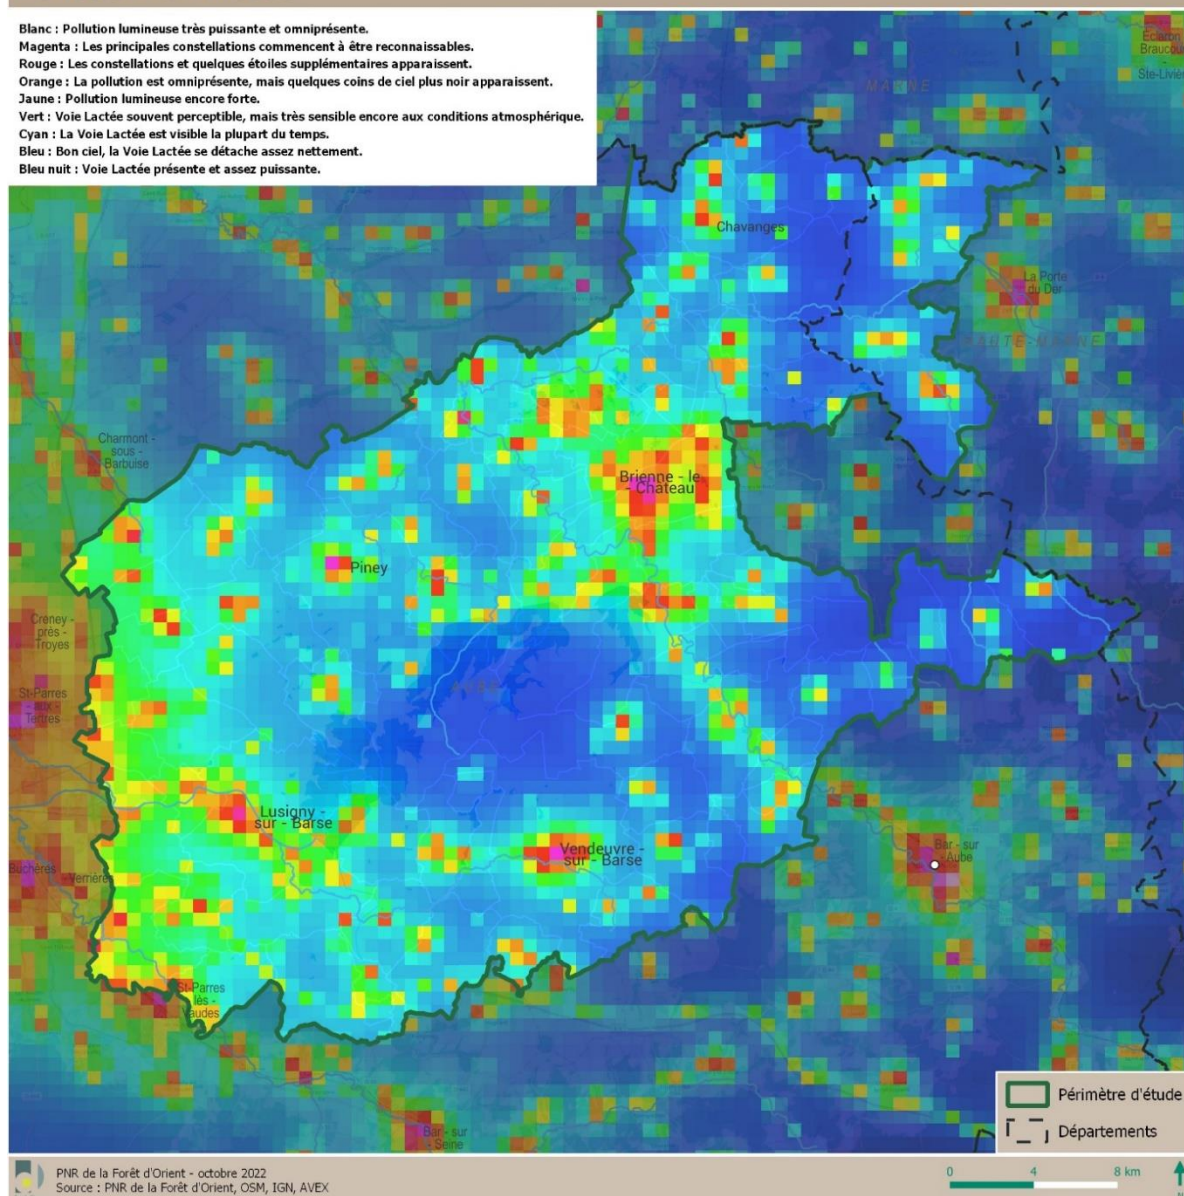 Blanc : Pollution lumineuse très puissante et omniprésente.
Magenta : Les principales constellations commencent à être reconnaissables.
Rouge : Les constellations et quelques étoiles supplémentaires apparaissent.
Orange : La pollution est omniprésente, mais quelques coins de ciel plus noir apparaissent.
Jaune : Pollution lumineuse encore forte.
Vert : Voie Lactée souvent perceptible, mais très sensible encore aux conditions atmosphérique.
Cyan : La Voie Lactée est visible la plupart du temps.
Bleu : Bon ciel, la Voie Lactée se détache assez nettement.
Bleu nuit : Voie Lactée présente et assez puissante.
Éclaron
Braucourt
-
Ste-Livière
MARNE
Chavanges
La Porte
du Der
HAUTE-MARNE
Charmont -
sous -
Barbuise
Brienne - le
- Château
Piney
Creney -
près -
Troyes
St-Parres
- aux -
Tertres
AUBE
Lusigny -
sur - Barse
Vendeuvre -
sur - Barse
Bar - sur
- Aube
Buchères
Verrières
St-Parres
lès -
Vaudes
Bar - sur
- Seine
Périmètre d'étude
Départements
PNR de la Forêt d'Orient - octobre 2022
Source : PNR de la Forêt d'Orient, OSM, IGN, AVEX
0 4 8 km